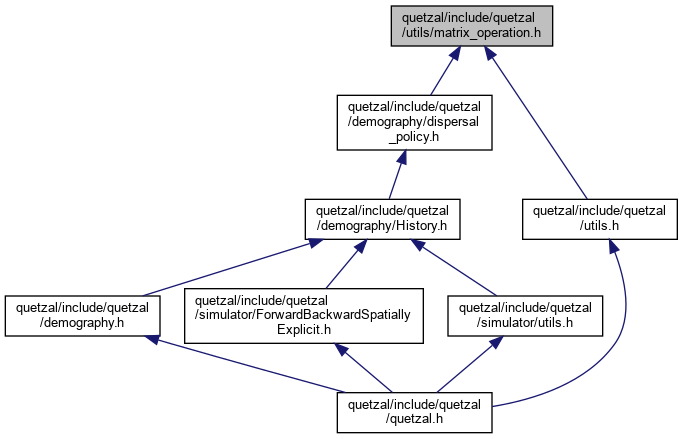 quetzal/include/quetzal
/utils/matrix_operation.h
quetzal/include/quetzal
/demography/dispersal
_policy.h
quetzal/include/quetzal
/demography/History.h
quetzal/include/quetzal
/utils.h
quetzal/include/quetzal
/demography.h
quetzal/include/quetzal
/simulator/ForwardBackwardSpatially
Explicit.h
quetzal/include/quetzal
/simulator/utils.h
quetzal/include/quetzal
/quetzal.h